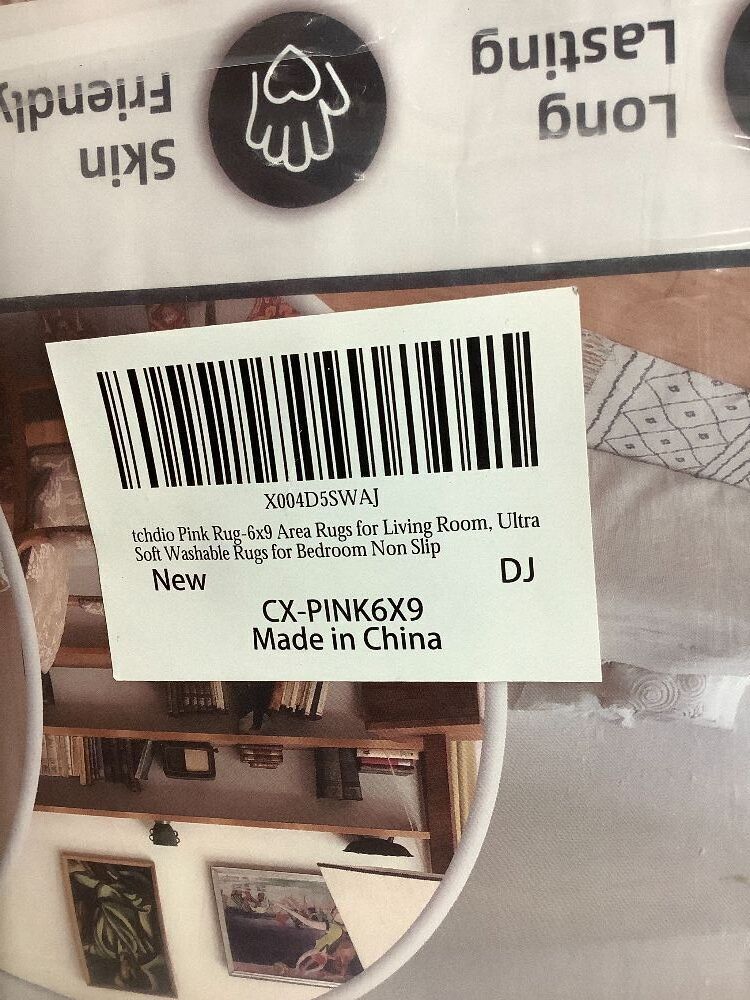 Long
Lasting
Skin
Friendly
X004D5SWAJ
tchdio Pink Rug-6x9 Area Rugs for Living Room, Ultra
Soft Washable Rugs for Bedroom Non Slip
New DJ
CX-PINK6X9
Made in China